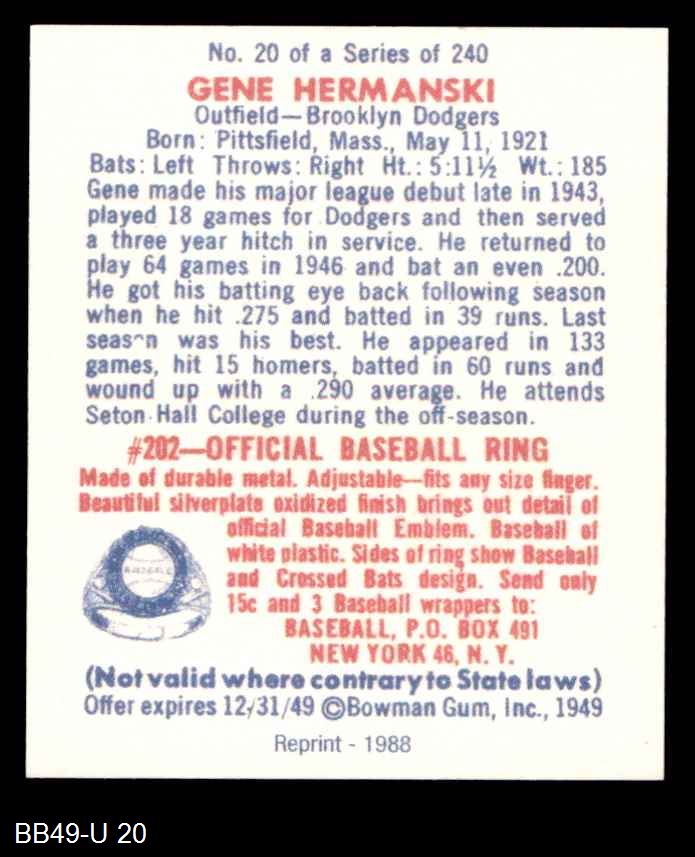 No. 20 of a Series of 240
GENE HERMANSKI
Outfield—Brooklyn Dodgers
Born: Pittsfield, Mass., May 11, 1921
Bats: Left Throws: Right Ht.: 5:11½ Wt.: 185
Gene made his major league debut late in 1943,
played 18 games for Dodgers and then served
a three year hitch in service. He returned to
play 64 games in 1946 and bat an even .200.
He got his batting eye back following season
when he hit .275 and batted in 39 runs. Last
seas^n was his best. He appeared in 133
games, hit 15 homers, batted in 60 runs and
wound up with a .290 average. He attends
Seton Hall College during the off-season.
#202—OFFICIAL BASEBALL RING
Made of durable metal. Adjustable—fits any size finger.
Beautiful silverplate oxidized finish brings out detail of
official Baseball Emblem. Baseball of
white plastic. Sides of ring show Baseball
and Crossed Bats design. Send only
15c and 3 Baseball wrappers to:
BASEBALL, P.O. BOX 491
NEW YORK 46, N. Y.
(Not valid where contrary to State laws)
Offer expires 12/31/49 ©Bowman Gum, Inc., 1949
Reprint - 1988
BB49-U 20